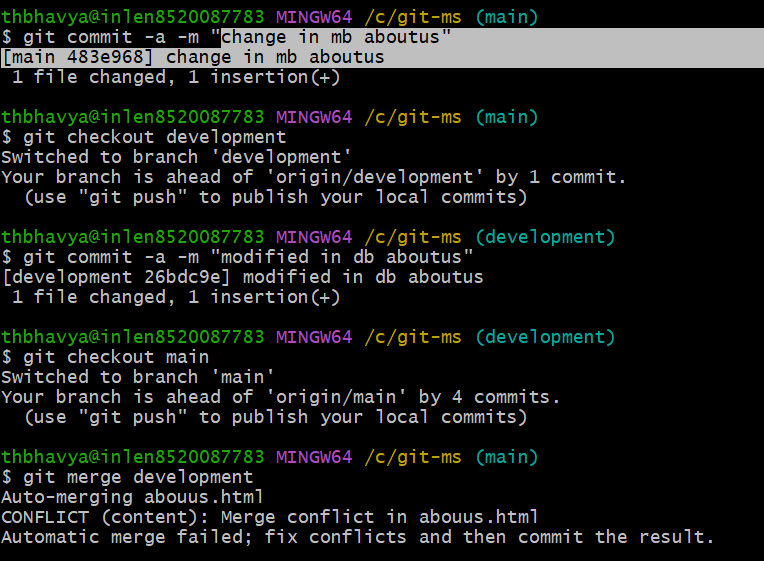 thbhavya@inlen8520087783 MINGW64 /c/git-ms (main)
$ git commit -a -m "change in mb aboutus"
[main 483e968] change in mb aboutus
 1 file changed, 1 insertion(+)

thbhavya@inlen8520087783 MINGW64 /c/git-ms (main)
$ git checkout development
Switched to branch 'development'
Your branch is ahead of 'origin/development' by 1 commit.
  (use "git push" to publish your local commits)

thbhavya@inlen8520087783 MINGW64 /c/git-ms (development)
$ git commit -a -m "modified in db aboutus"
[development 26bdc9e] modified in db aboutus
 1 file changed, 1 insertion(+)

thbhavya@inlen8520087783 MINGW64 /c/git-ms (development)
$ git checkout main
Switched to branch 'main'
Your branch is ahead of 'origin/main' by 4 commits.
  (use "git push" to publish your local commits)

thbhavya@inlen8520087783 MINGW64 /c/git-ms (main)
$ git merge development
Auto-merging abouus.html
CONFLICT (content): Merge conflict in abouus.html
Automatic merge failed; fix conflicts and then commit the result.